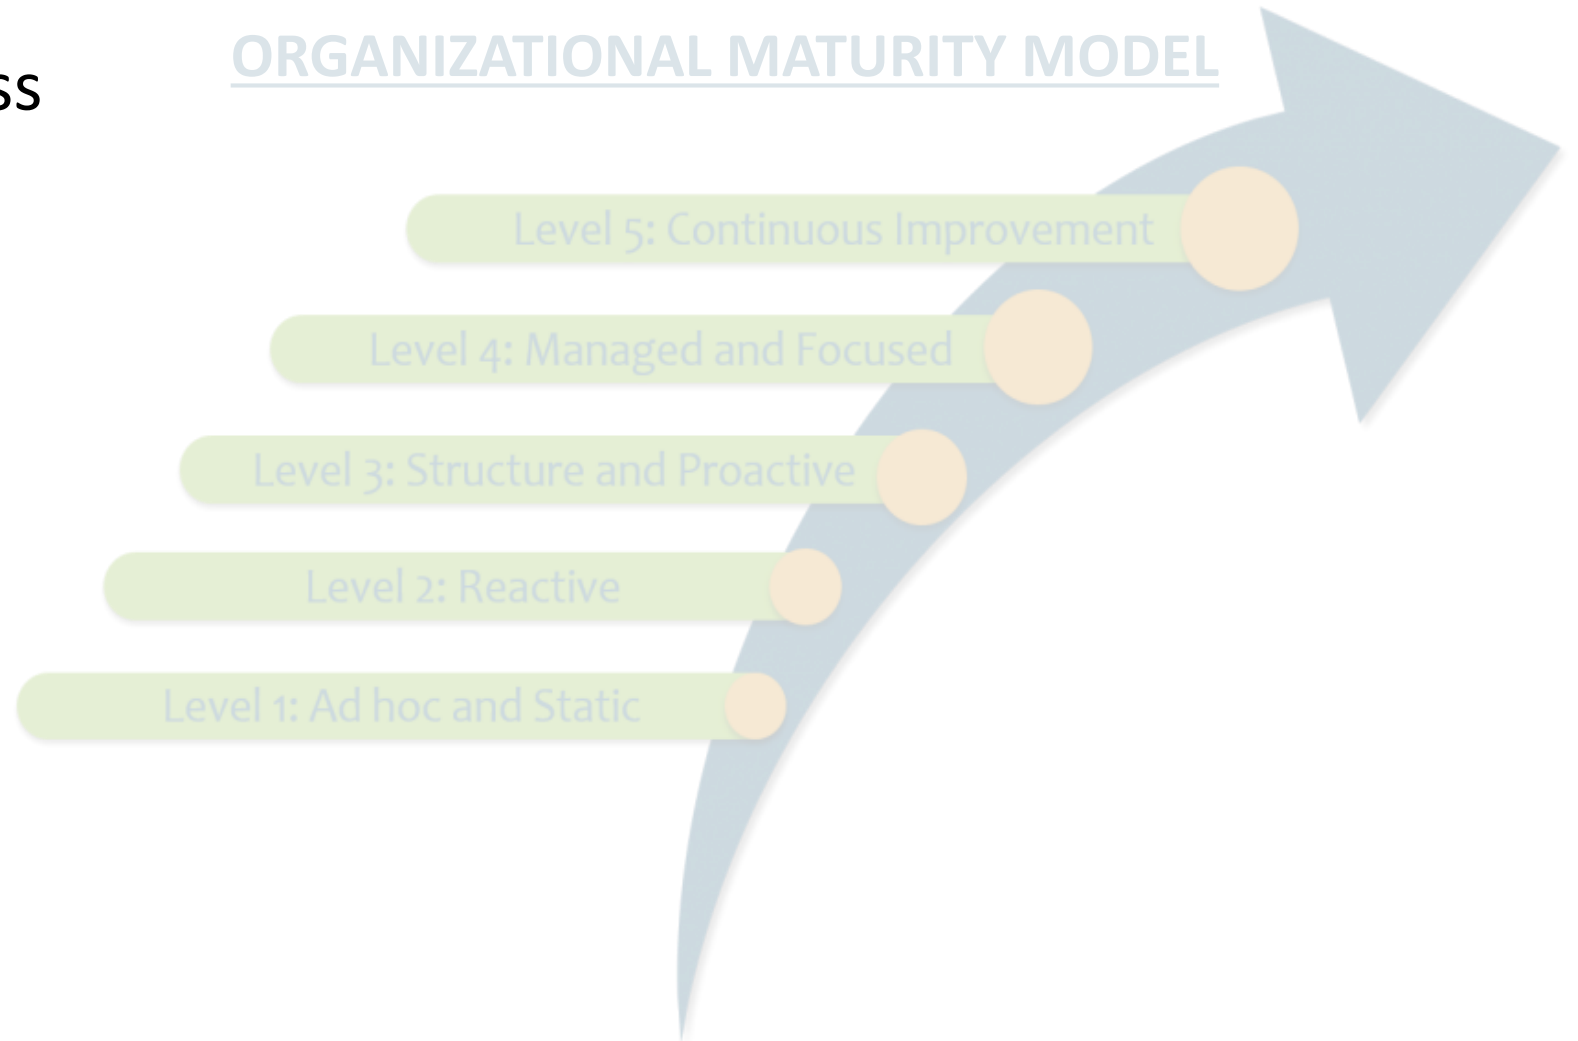 ORGANIZATIONAL MATURITY MODEL
ss
Level 5: Continuous Improvement
Level 4: Managed and Focused
Level 3: Structure and Proactive
Level 2: Reactive
Level 1: Ad hoc and Static